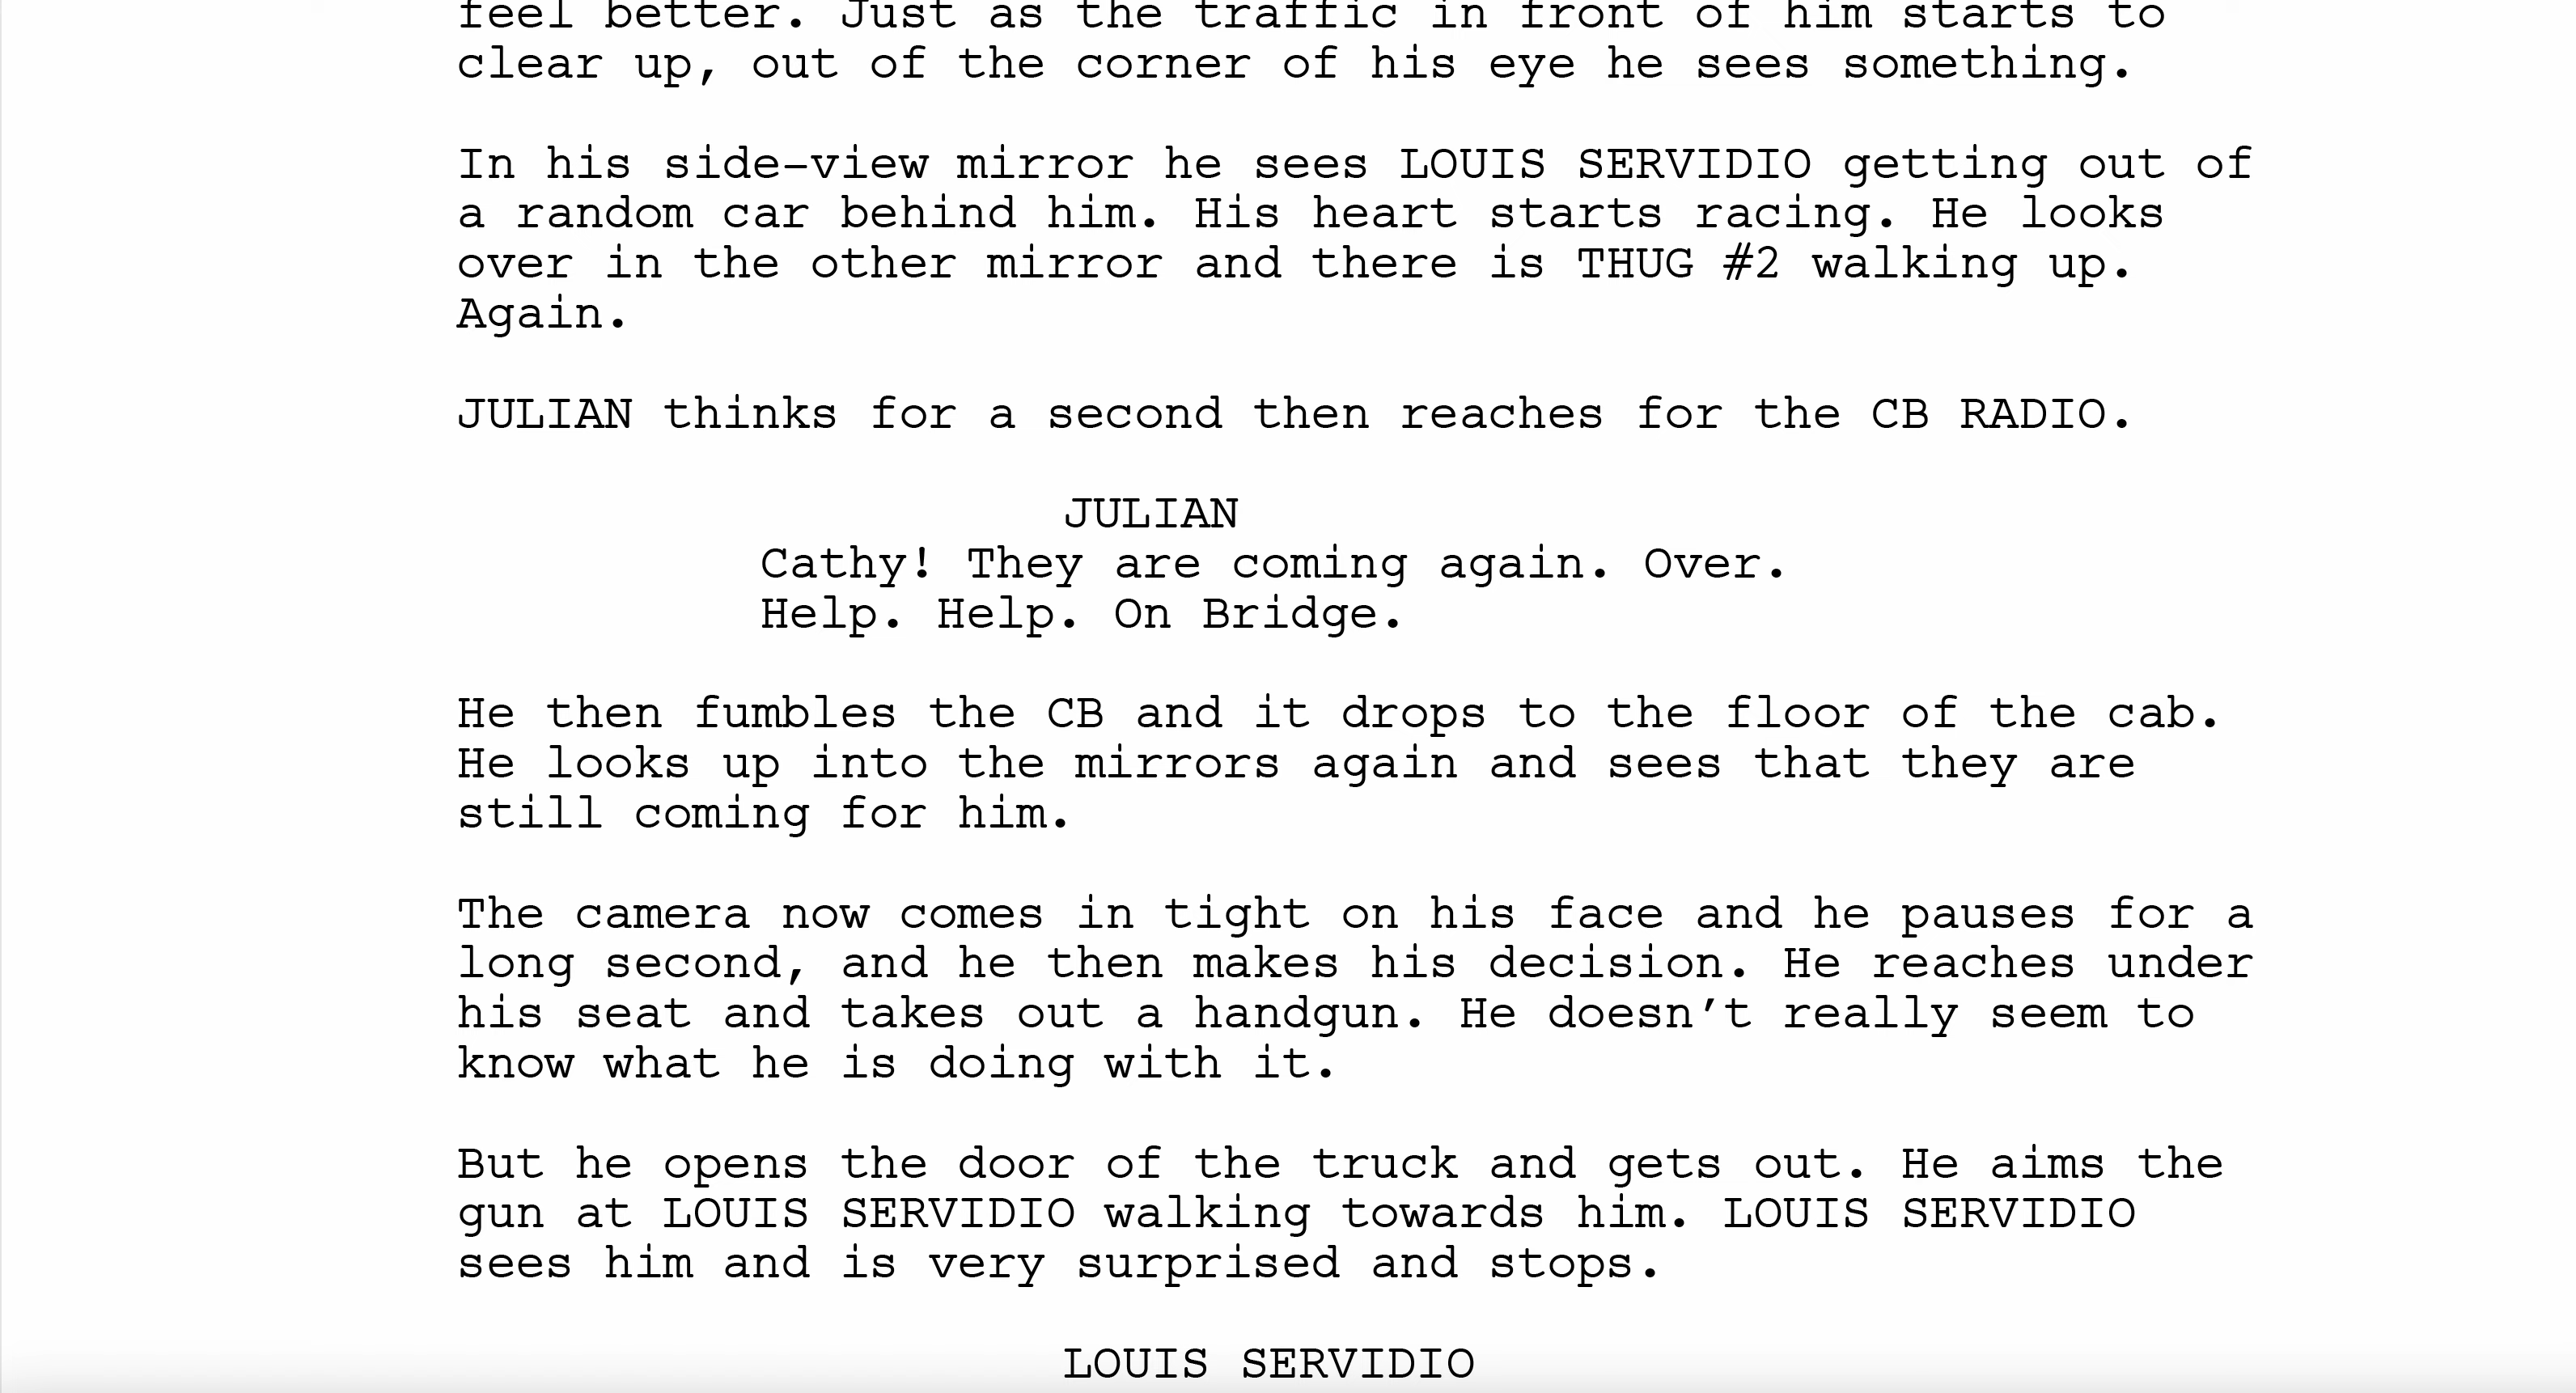 feel better. Just as the traffic in front of him starts to
clear up, out of the corner of his eye he sees something.
In his side-view mirror he sees LOUIS SERVIDIO getting out of
a random car behind him. His heart starts racing. He looks
over in the other mirror and there is THUG #2 walking up.
Again.
JULIAN thinks for a second then reaches for the CB RADIO.
JULIAN
Cathy! They are coming again. Over.
Help. Help. On Bridge.
He then fumbles the CB and it drops to the floor of the cab.
He looks up into the mirrors again and sees that they are
still coming for him.
The camera now comes in tight on his face and he pauses for a
long second, and he then makes his decision. He reaches under
his seat and takes out a handgun. He doesn’t really seem to
know what he is doing with it.
But he opens the door of the truck and gets out. He aims the
gun at LOUIS SERVIDIO walking towards him. LOUIS SERVIDIO
sees him and is very surprised and stops.
LOUIS SERVIDIO